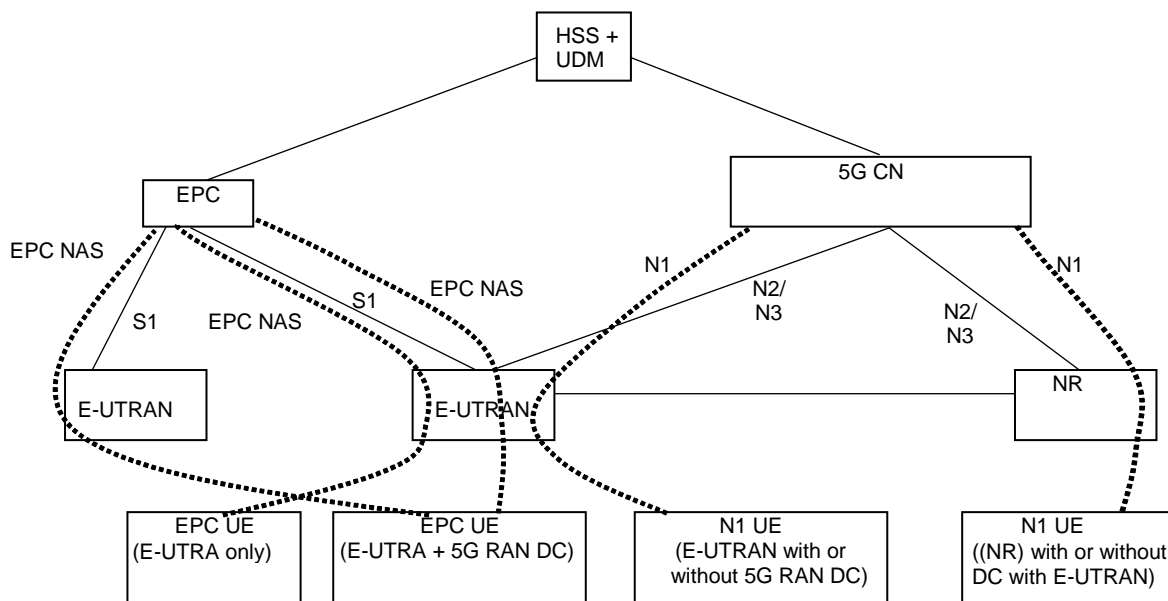 HSS +
UDM
EPC
5G CN
EPC NAS
N1
N1
EPC NAS
S1
N2/
N3
EPC NAS
S1
N2/
N3
E-UTRAN
E-UTRAN
NR
EPC UE
(E-UTRA only)
EPC UE
(E-UTRA + 5G RAN DC)
N1 UE
(E-UTRAN with or
without 5G RAN DC)
N1 UE
((NR) with or without
DC with E-UTRAN)